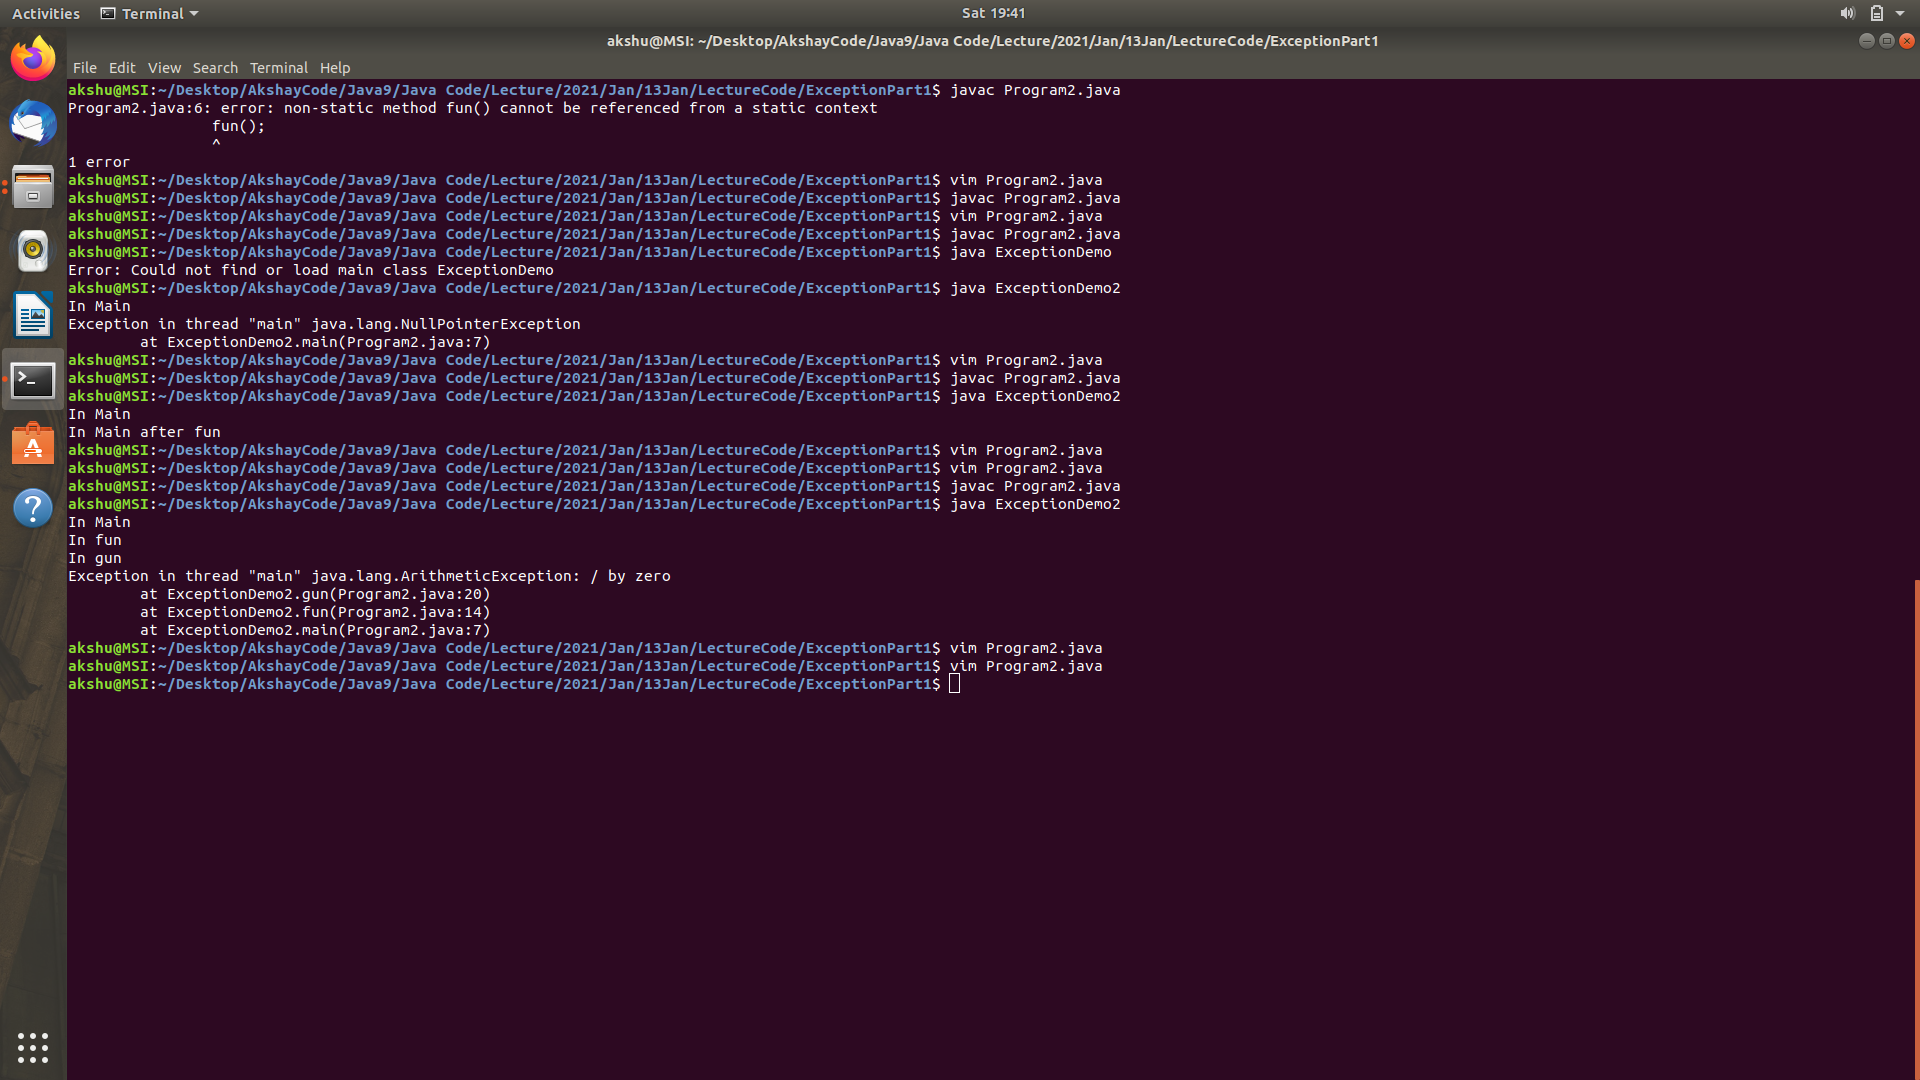 Activities Terminal Sat 19:41
akshu@MSI: ~/Desktop/AkshayCode/Java9/Java Code/Lecture/2021/Jan/13Jan/LectureCode/ExceptionPart1
File Edit View Search Terminal Help
akshu@MSI:~/Desktop/AkshayCode/Java9/Java Code/Lecture/2021/Jan/13Jan/LectureCode/ExceptionPart1$ javac Program2.java
Program2.java:6: error: non-static method fun() cannot be referenced from a static context
                fun();
                ^
1 error
akshu@MSI:~/Desktop/AkshayCode/Java9/Java Code/Lecture/2021/Jan/13Jan/LectureCode/ExceptionPart1$ vim Program2.java
akshu@MSI:~/Desktop/AkshayCode/Java9/Java Code/Lecture/2021/Jan/13Jan/LectureCode/ExceptionPart1$ javac Program2.java
akshu@MSI:~/Desktop/AkshayCode/Java9/Java Code/Lecture/2021/Jan/13Jan/LectureCode/ExceptionPart1$ vim Program2.java
akshu@MSI:~/Desktop/AkshayCode/Java9/Java Code/Lecture/2021/Jan/13Jan/LectureCode/ExceptionPart1$ javac Program2.java
akshu@MSI:~/Desktop/AkshayCode/Java9/Java Code/Lecture/2021/Jan/13Jan/LectureCode/ExceptionPart1$ java ExceptionDemo
Error: Could not find or load main class ExceptionDemo
akshu@MSI:~/Desktop/AkshayCode/Java9/Java Code/Lecture/2021/Jan/13Jan/LectureCode/ExceptionPart1$ java ExceptionDemo2
In Main
Exception in thread "main" java.lang.NullPointerException
        at ExceptionDemo2.main(Program2.java:7)
akshu@MSI:~/Desktop/AkshayCode/Java9/Java Code/Lecture/2021/Jan/13Jan/LectureCode/ExceptionPart1$ vim Program2.java
akshu@MSI:~/Desktop/AkshayCode/Java9/Java Code/Lecture/2021/Jan/13Jan/LectureCode/ExceptionPart1$ javac Program2.java
akshu@MSI:~/Desktop/AkshayCode/Java9/Java Code/Lecture/2021/Jan/13Jan/LectureCode/ExceptionPart1$ java ExceptionDemo2
In Main
In Main after fun
akshu@MSI:~/Desktop/AkshayCode/Java9/Java Code/Lecture/2021/Jan/13Jan/LectureCode/ExceptionPart1$ vim Program2.java
akshu@MSI:~/Desktop/AkshayCode/Java9/Java Code/Lecture/2021/Jan/13Jan/LectureCode/ExceptionPart1$ vim Program2.java
akshu@MSI:~/Desktop/AkshayCode/Java9/Java Code/Lecture/2021/Jan/13Jan/LectureCode/ExceptionPart1$ javac Program2.java
akshu@MSI:~/Desktop/AkshayCode/Java9/Java Code/Lecture/2021/Jan/13Jan/LectureCode/ExceptionPart1$ java ExceptionDemo2
In Main
In fun
In gun
Exception in thread "main" java.lang.ArithmeticException: / by zero
        at ExceptionDemo2.gun(Program2.java:20)
        at ExceptionDemo2.fun(Program2.java:14)
        at ExceptionDemo2.main(Program2.java:7)
akshu@MSI:~/Desktop/AkshayCode/Java9/Java Code/Lecture/2021/Jan/13Jan/LectureCode/ExceptionPart1$ vim Program2.java
akshu@MSI:~/Desktop/AkshayCode/Java9/Java Code/Lecture/2021/Jan/13Jan/LectureCode/ExceptionPart1$ vim Program2.java
akshu@MSI:~/Desktop/AkshayCode/Java9/Java Code/Lecture/2021/Jan/13Jan/LectureCode/ExceptionPart1$